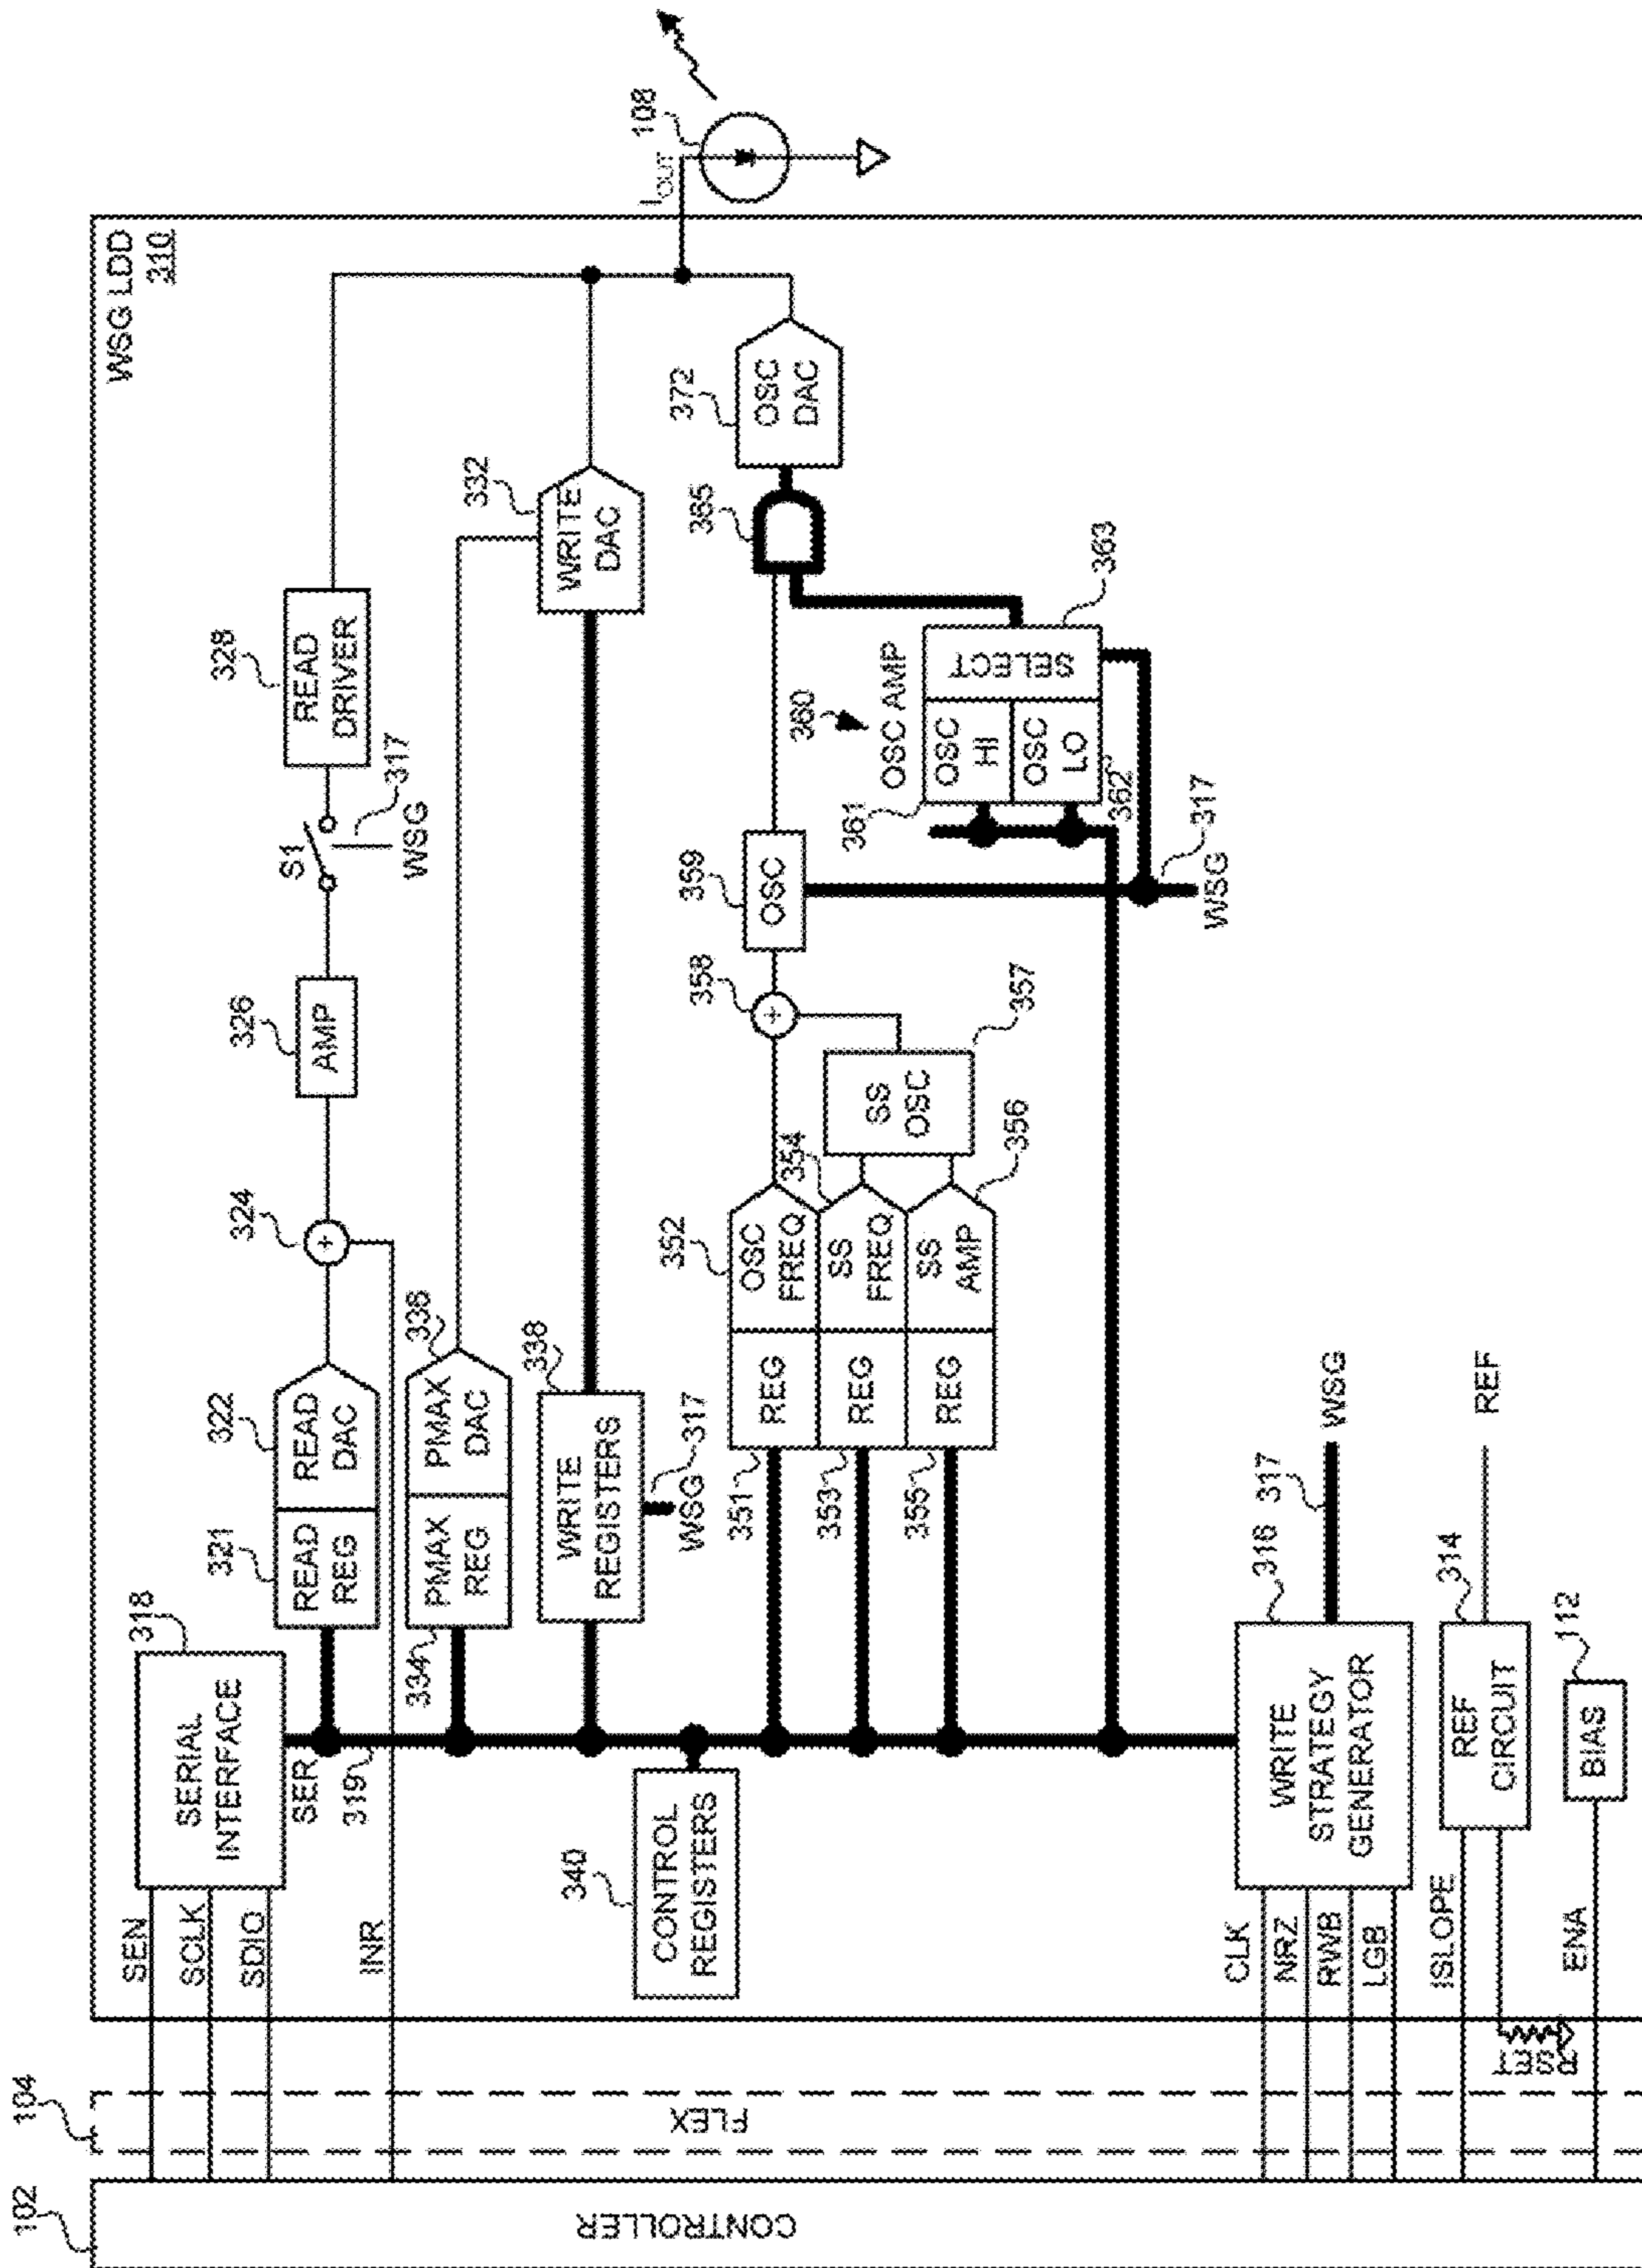 102
CONTROLLER
104
FLEX
WSG LDD
310
SEN
SCLK
SDIO
INR
318
SERIAL
INTERFACE
SER
319
321
READ
REG
322
READ
DAC
324
+
326
AMP
S1
317
WSG
328
READ
DRIVER
334
PMAX
REG
336
PMAX
DAC
338
WRITE
REGISTERS
317
WSG
332
WRITE
DAC
340
CONTROL
REGISTERS
351
REG
352
OSC
FREQ
353
REG
354
SS
FREQ
355
REG
356
SS
AMP
357
SS
OSC
358
+
359
OSC
360
OSC AMP
361
OSC
HI
362
OSC
LO
363
SELECT
317
WSG
365
372
OSC
DAC
IOUT
108
CLK
NRZ
RWB
LGB
316
WRITE
STRATEGY
GENERATOR
317
WSG
ISLOPE
RSET
314
REF
CIRCUIT
REF
ENA
112
BIAS